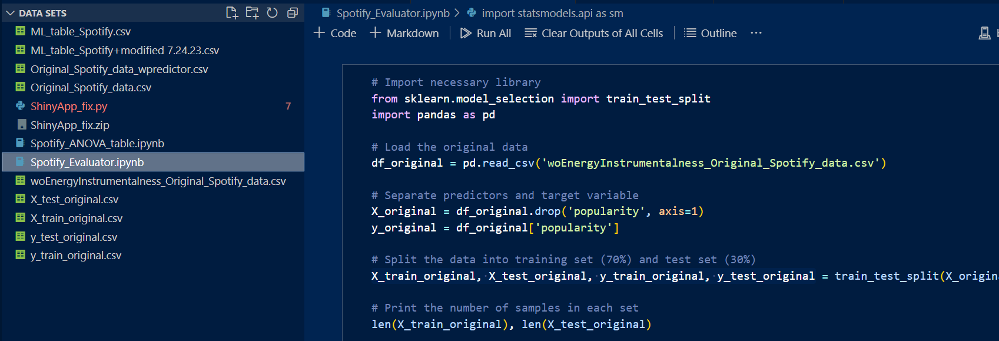 DATA SETS
ML_table_Spotify.csv
ML_table_Spotify+modified 7.24.23.csv
Original_Spotify_data_wpredictor.csv
Original_Spotify_data.csv
ShinyApp_fix.py 7
ShinyApp_fix.zip
Spotify_ANOVA_table.ipynb
Spotify_Evaluator.ipynb
woEnergyInstrumentalness_Original_Spotify_data.csv
X_test_original.csv
X_train_original.csv
y_test_original.csv
y_train_original.csv
Spotify_Evaluator.ipynb > import statsmodels.api as sm
+ Code + Markdown Run All Clear Outputs of All Cells Outline ...
# Import necessary library
from sklearn.model_selection import train_test_split
import pandas as pd
# Load the original data
df_original = pd.read_csv('woEnergyInstrumentalness_Original_Spotify_data.csv')
# Separate predictors and target variable
X_original = df_original.drop('popularity', axis=1)
y_original = df_original['popularity']
# Split the data into training set (70%) and test set (30%)
X_train_original, X_test_original, y_train_original, y_test_original = train_test_split(X_origin
# Print the number of samples in each set
len(X_train_original), len(X_test_original)